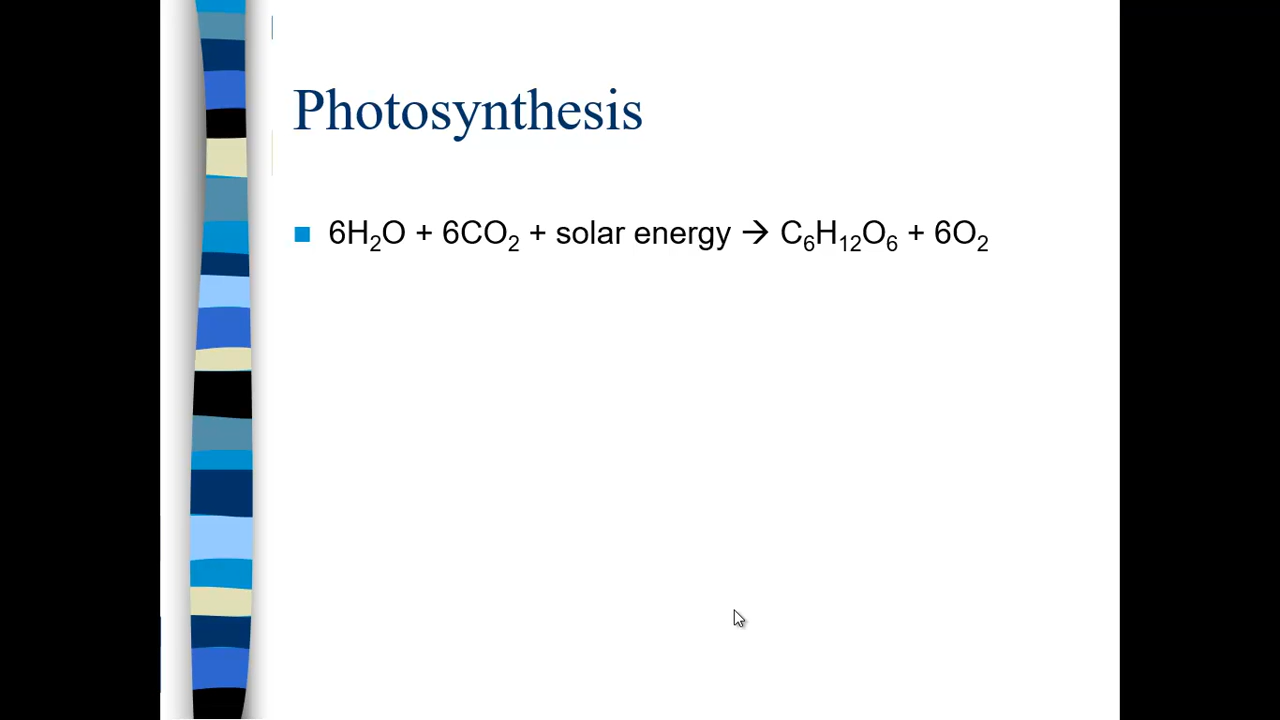 Photosynthesis
■ 6H₂O + 6CO₂ + solar energy → C₆H₁₂O₆ + 6O₂